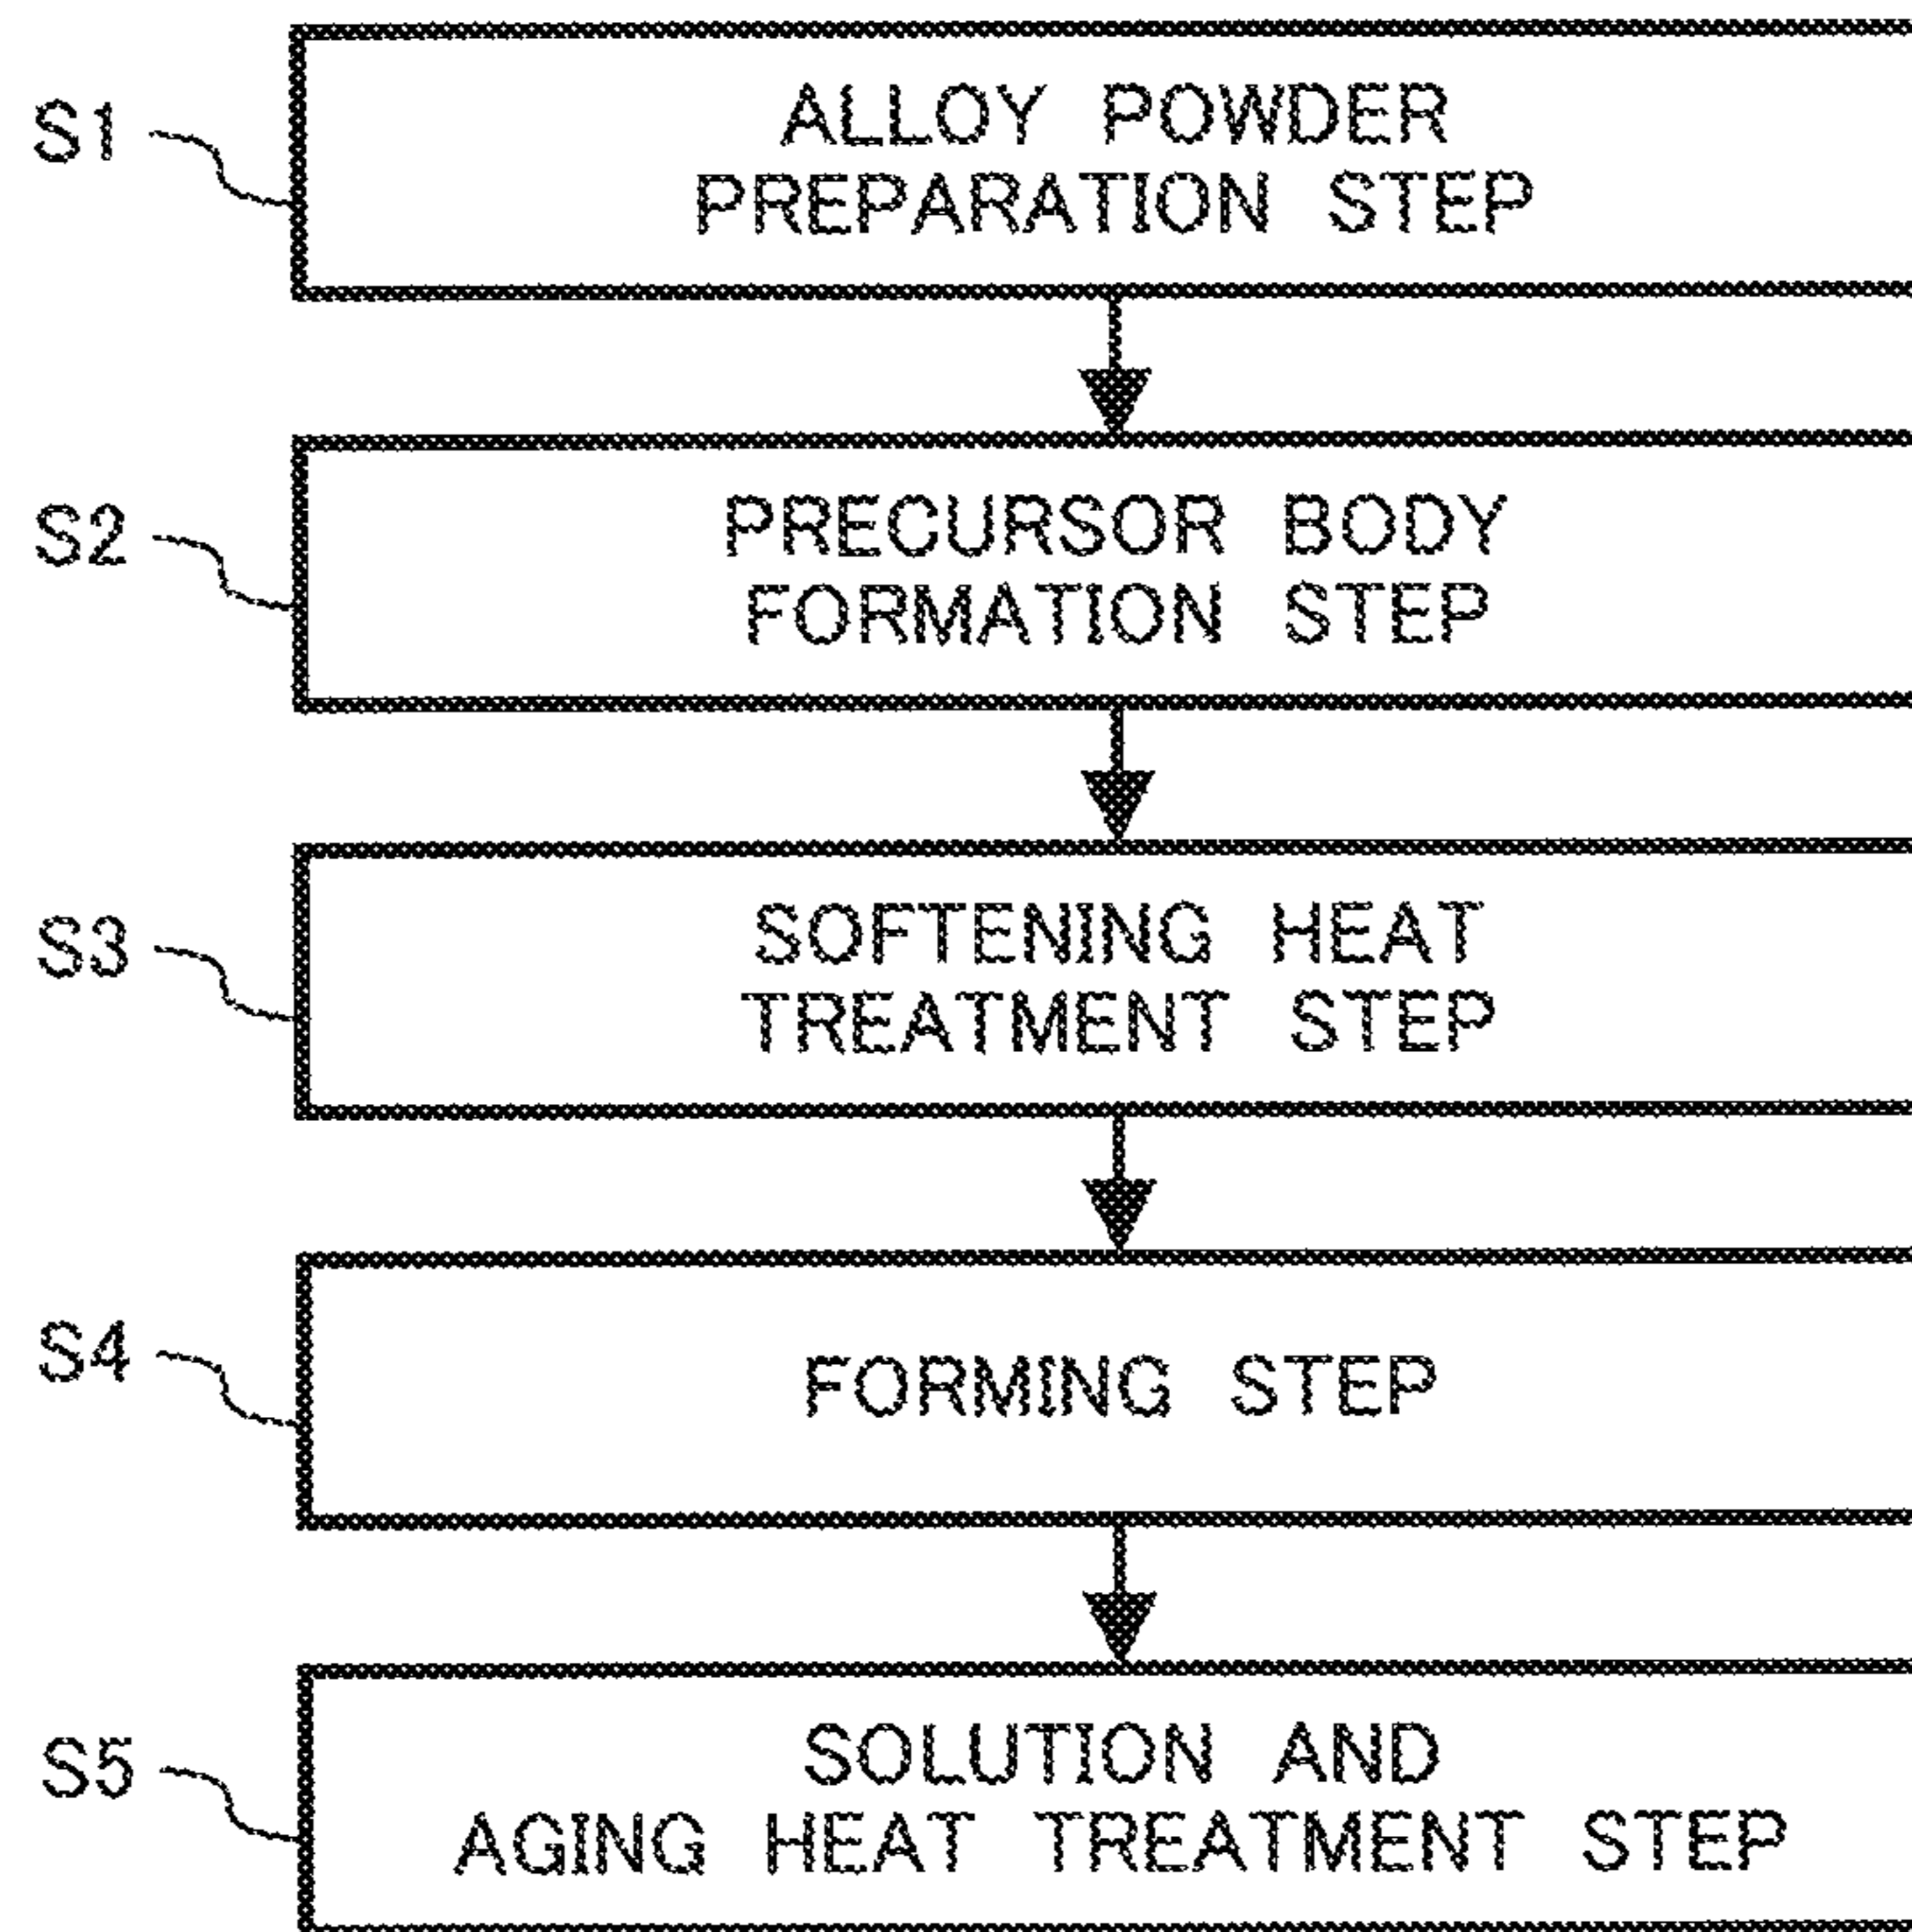 S1
ALLOY POWDER
PREPARATION STEP
S2
PRECURSOR BODY
FORMATION STEP
S3
SOFTENING HEAT
TREATMENT STEP
S4
FORMING STEP
S5
SOLUTION AND
AGING HEAT TREATMENT STEP